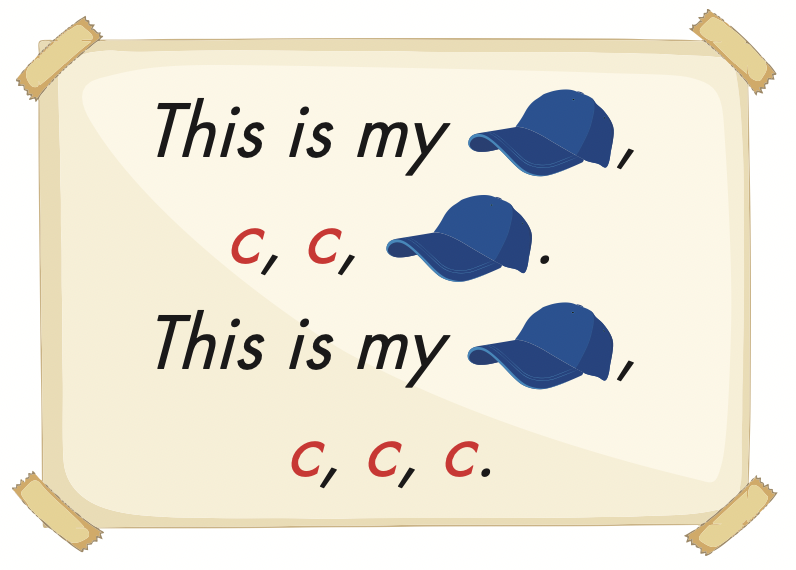 This is my ,
c, c, .
This is my ,
c, c, c.